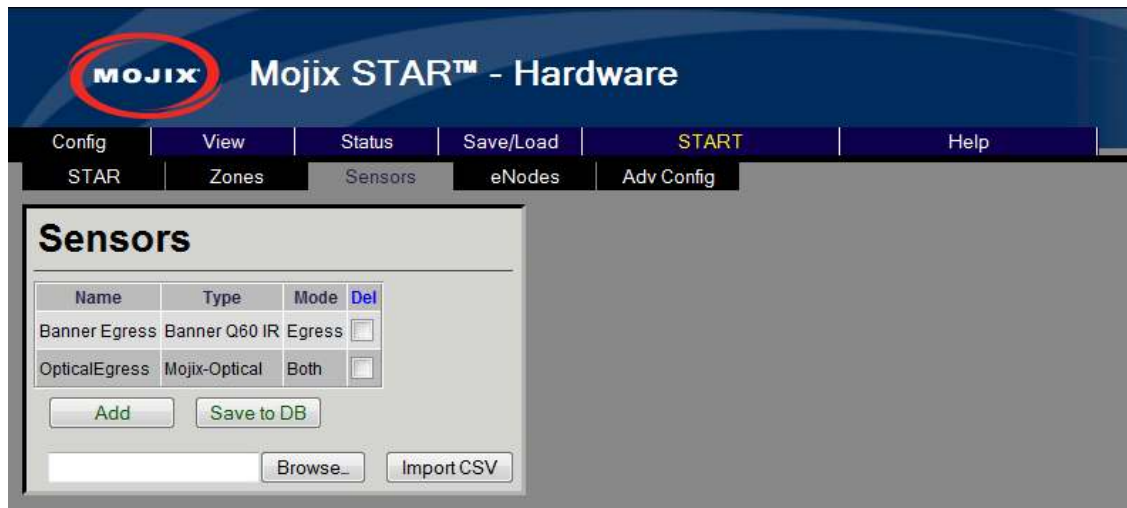 MOJIX
Mojix STAR™ - Hardware
Config View Status Save/Load START Help
STAR Zones Sensors eNodes Adv Config
Sensors
Name Type Mode Del
Banner Egress Banner Q60 IR Egress
OpticalEgress Mojix-Optical Both
Add Save to DB
Browse... Import CSV